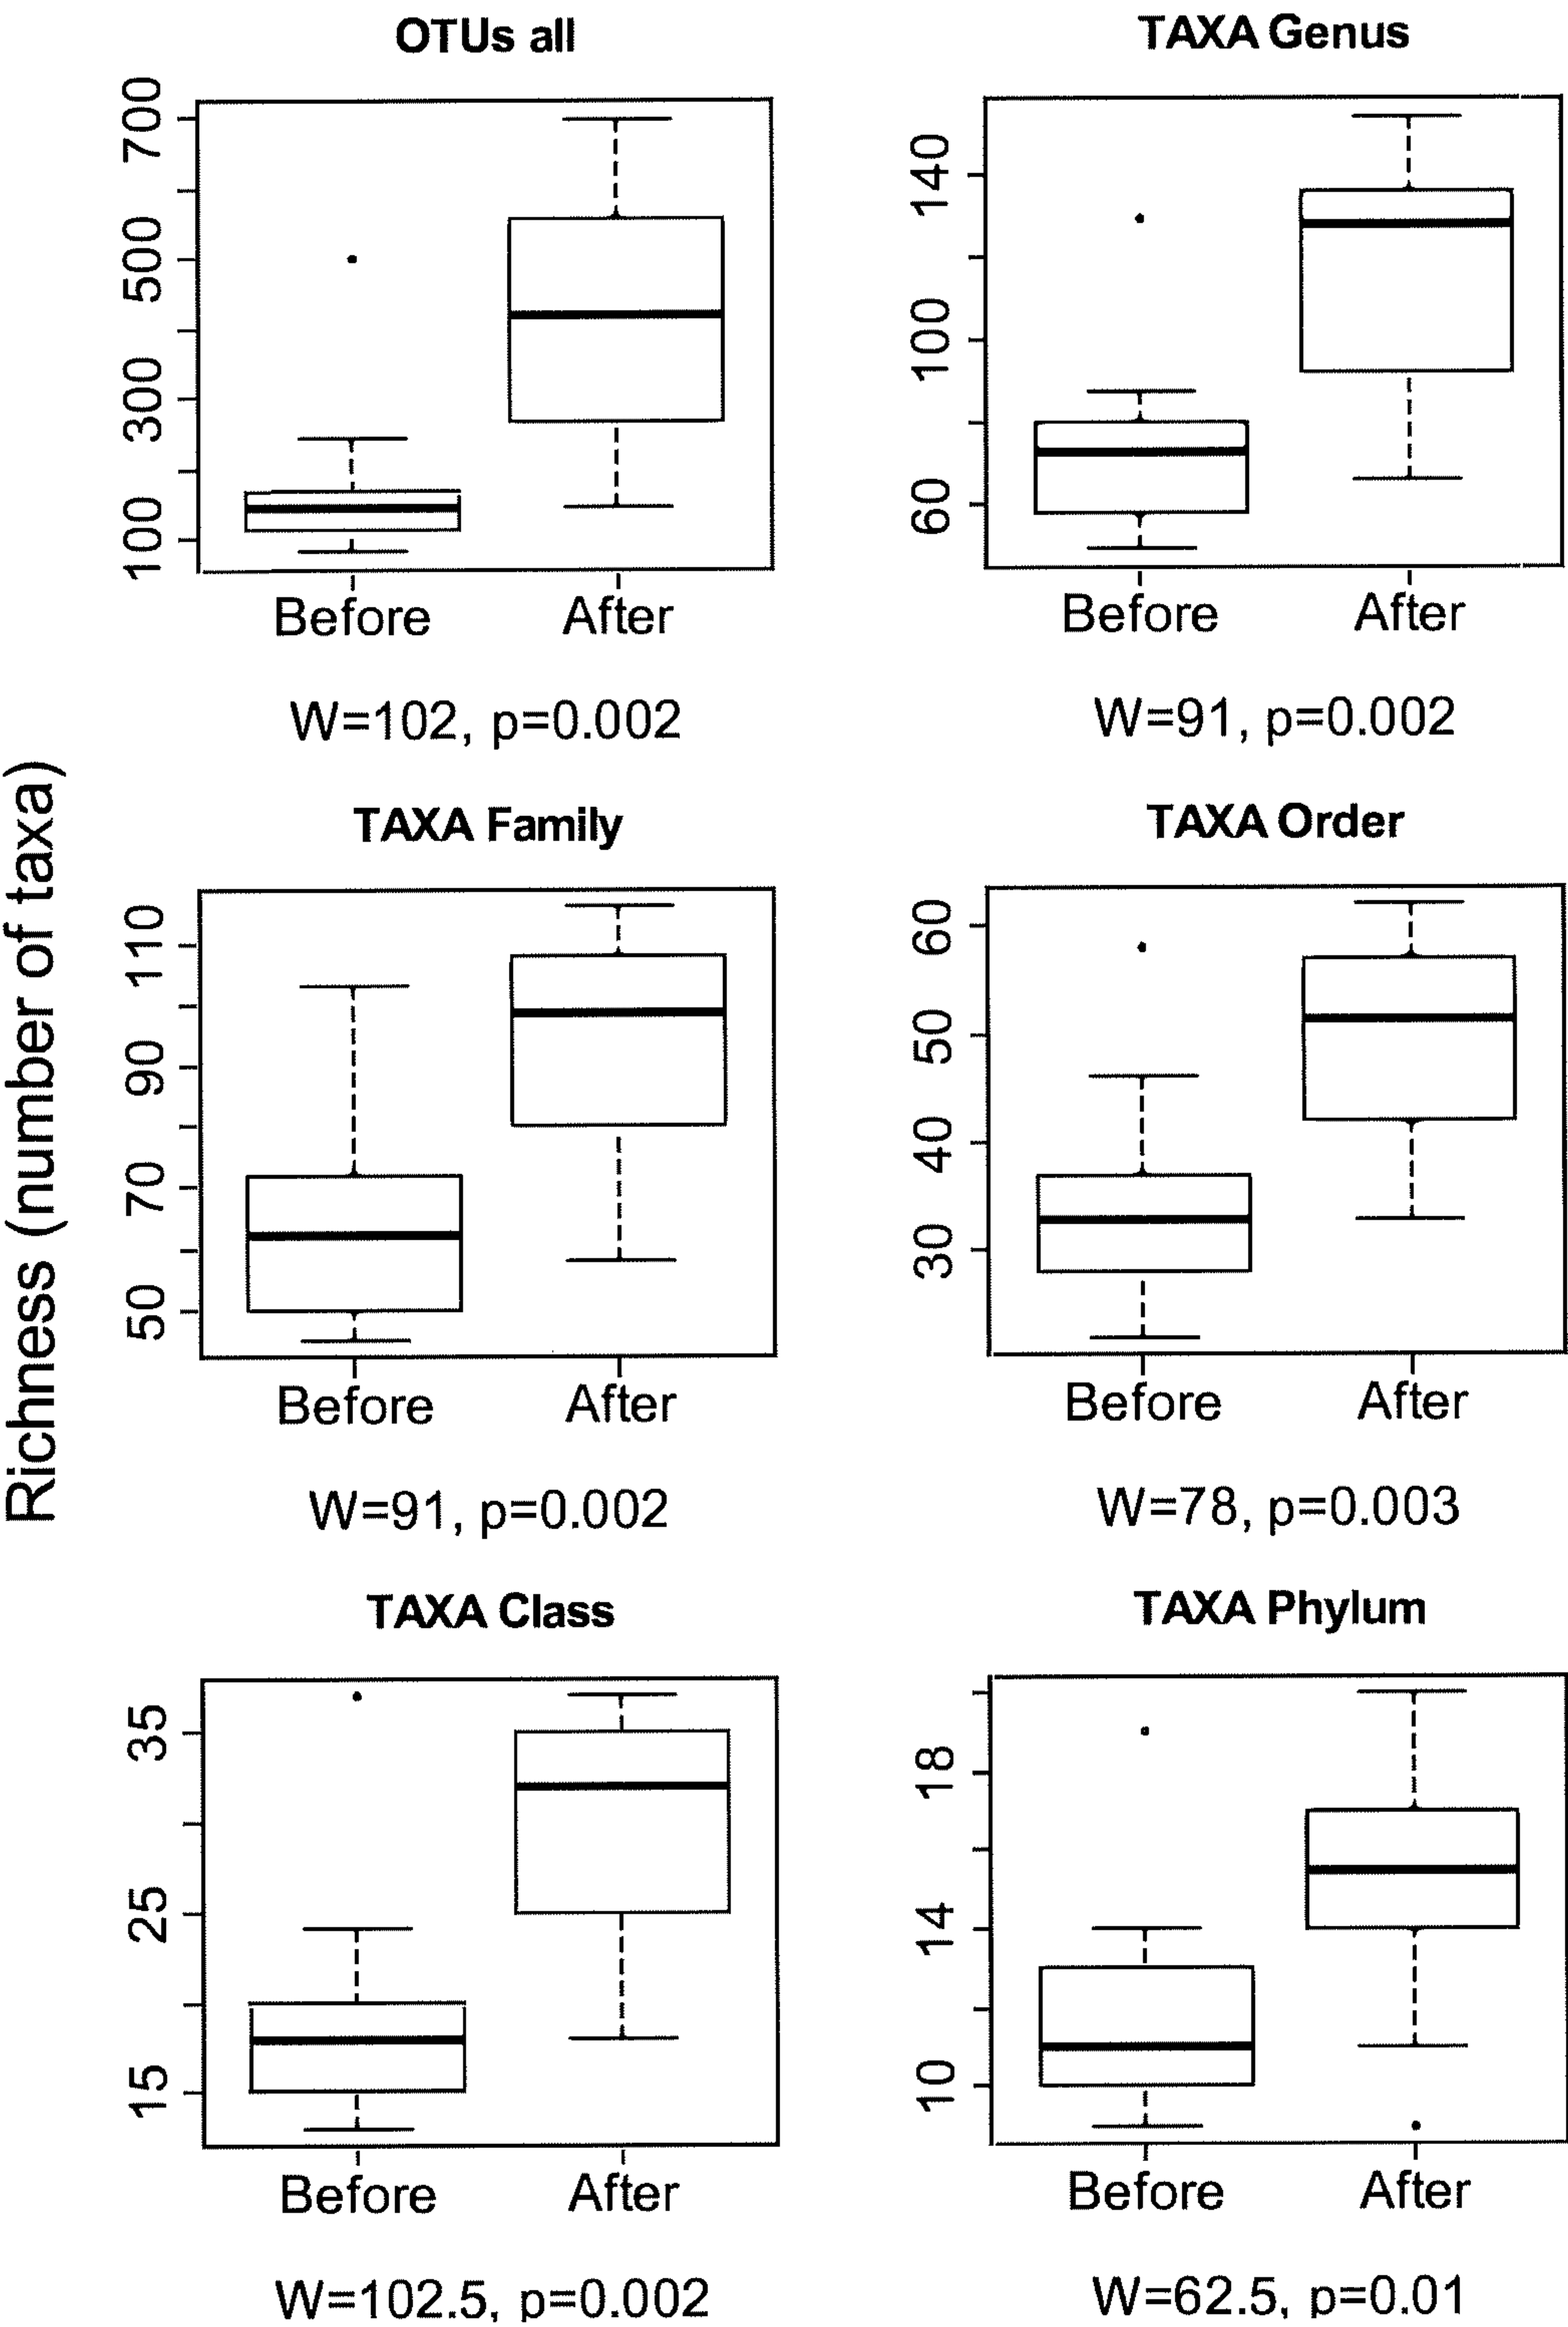 OTUs all
700
500
300
100
Before After
W=102, p=0.002
TAXA Genus
140
100
60
Before After
W=91, p=0.002
Richness (number of taxa)
TAXA Family
110
90
70
50
Before After
W=91, p=0.002
TAXA Order
60
50
40
30
Before After
W=78, p=0.003
TAXA Class
35
25
15
Before After
W=102.5, p=0.002
TAXA Phylum
18
14
10
Before After
W=62.5, p=0.01